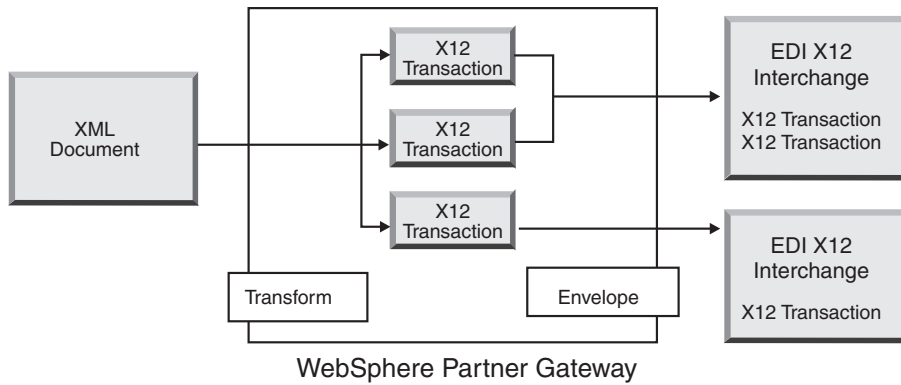 XML
Document
X12
Transaction
X12
Transaction
X12
Transaction
EDI X12
Interchange
X12 Transaction
X12 Transaction
EDI X12
Interchange
X12 Transaction
Transform
Envelope
WebSphere Partner Gateway